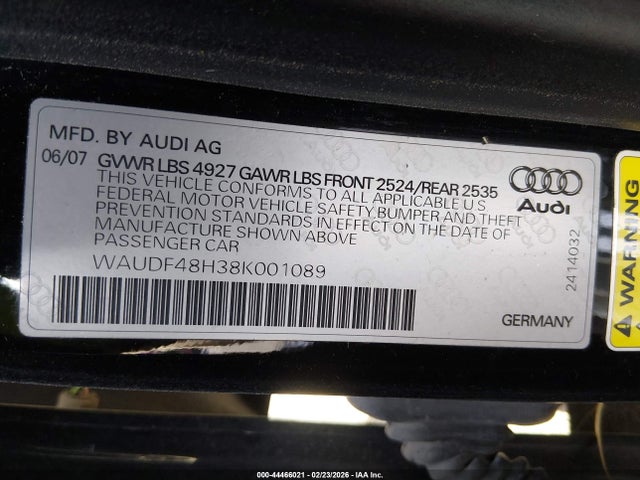 MFD. BY AUDI AG
06/07 GVWR LBS 4927 GAWR LBS FRONT 2524/REAR 2535
THIS VEHICLE CONFORMS TO ALL APPLICABLE U S
FEDERAL MOTOR VEHICLE SAFETY, BUMPER AND THEFT
PREVENTION STANDARDS IN EFFECT ON THE DATE OF
MANUFACTURE SHOWN ABOVE
PASSENGER CAR
WAUDF48H38K001089
Audi
2414032
GERMANY
WARNING
000-44466021 - 02/23/2026 - IAA Inc.